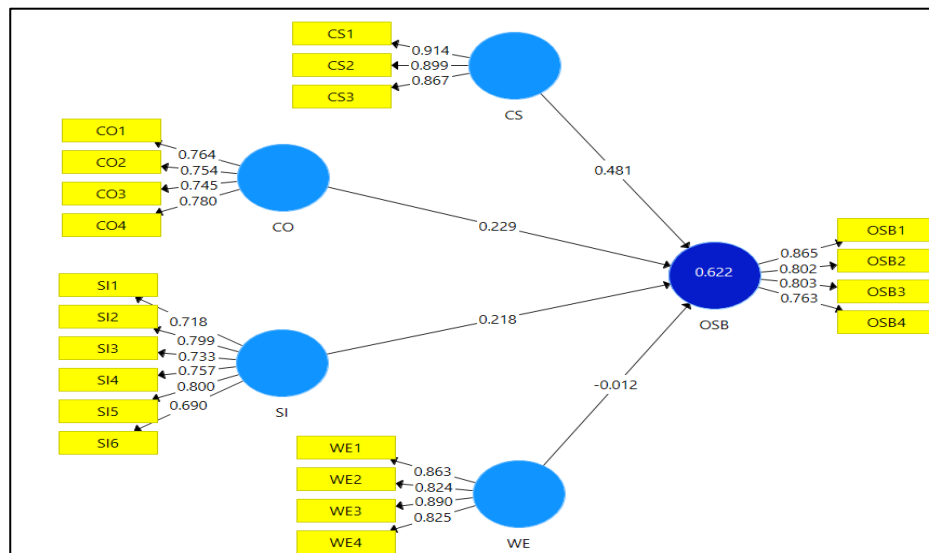 CS1
CS2
CS3
0.914
0.899
0.867
CS
0.481
CO1
CO2
CO3
CO4
0.764
0.754
0.745
0.780
CO
0.229
SI1
SI2
SI3
SI4
SI5
SI6
0.718
0.799
0.733
0.757
0.800
0.690
SI
0.218
WE1
WE2
WE3
WE4
0.863
0.824
0.890
0.825
WE
-0.012
0.622
OSB
0.865
0.802
0.803
0.763
OSB1
OSB2
OSB3
OSB4